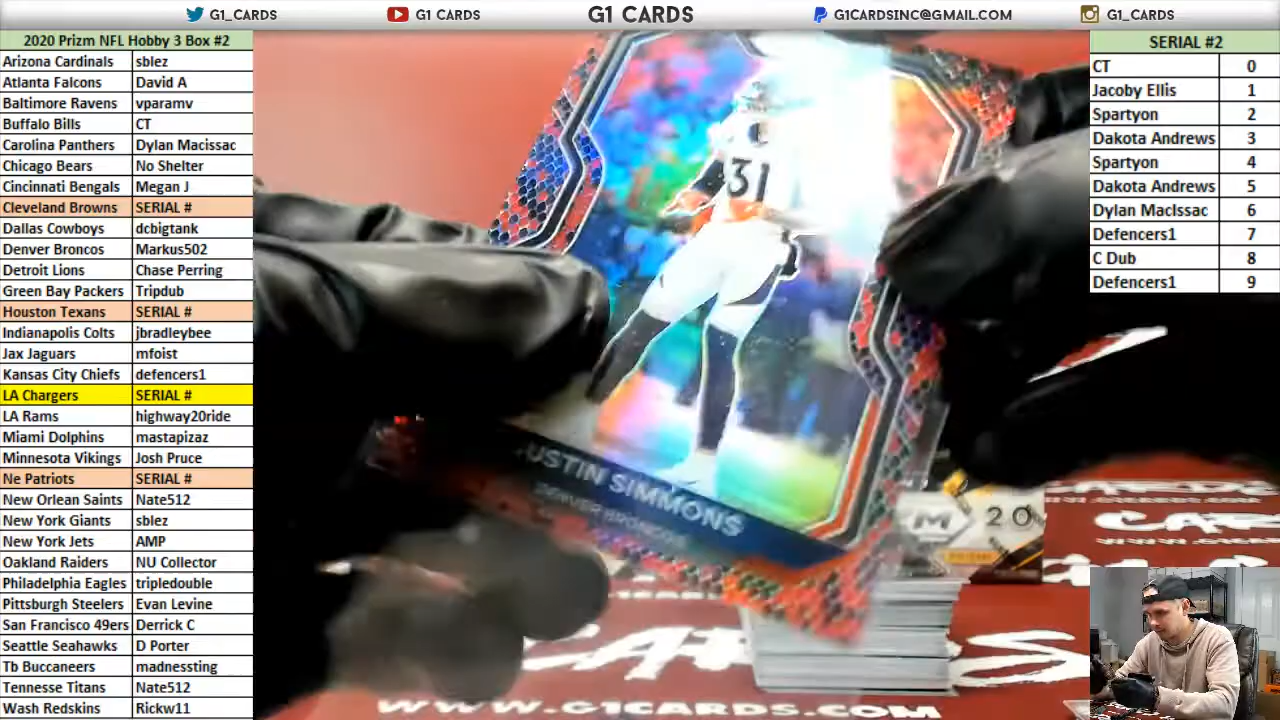 G1_CARDS
G1 CARDS
G1 CARDS
G1CARDSINC@GMAIL.COM
G1_CARDS
2020 Prizm NFL Hobby 3 Box #2
Arizona Cardinals sblez
Atlanta Falcons David A
Baltimore Ravens vparamv
Buffalo Bills CT
Carolina Panthers Dylan Macissac
Chicago Bears No Shelter
Cincinnati Bengals Megan J
Cleveland Browns SERIAL #
Dallas Cowboys dcbigtank
Denver Broncos Markus502
Detroit Lions Chase Perring
Green Bay Packers Tripdub
Houston Texans SERIAL #
Indianapolis Colts jbradleybee
Jax Jaguars mfoist
Kansas City Chiefs defencers1
LA Chargers SERIAL #
LA Rams highway20ride
Miami Dolphins mastapizaz
Minnesota Vikings Josh Pruce
Ne Patriots SERIAL #
New Orlean Saints Nate512
New York Giants sblez
New York Jets AMP
Oakland Raiders NU Collector
Philadelphia Eagles tripledouble
Pittsburgh Steelers Evan Levine
San Francisco 49ers Derrick C
Seattle Seahawks D Porter
Tb Buccaneers madnessting
Tennesse Titans Nate512
Wash Redskins Rickw11
31
USTIN SIMMONS
DENVER BRONCOS
20
CARDS
WWW.G1CARDS.COM
SERIAL #2
CT 0
Jacoby Ellis 1
Spartyon 2
Dakota Andrews 3
Spartyon 4
Dakota Andrews 5
Dylan MacIssac 6
Defencers1 7
C Dub 8
Defencers1 9